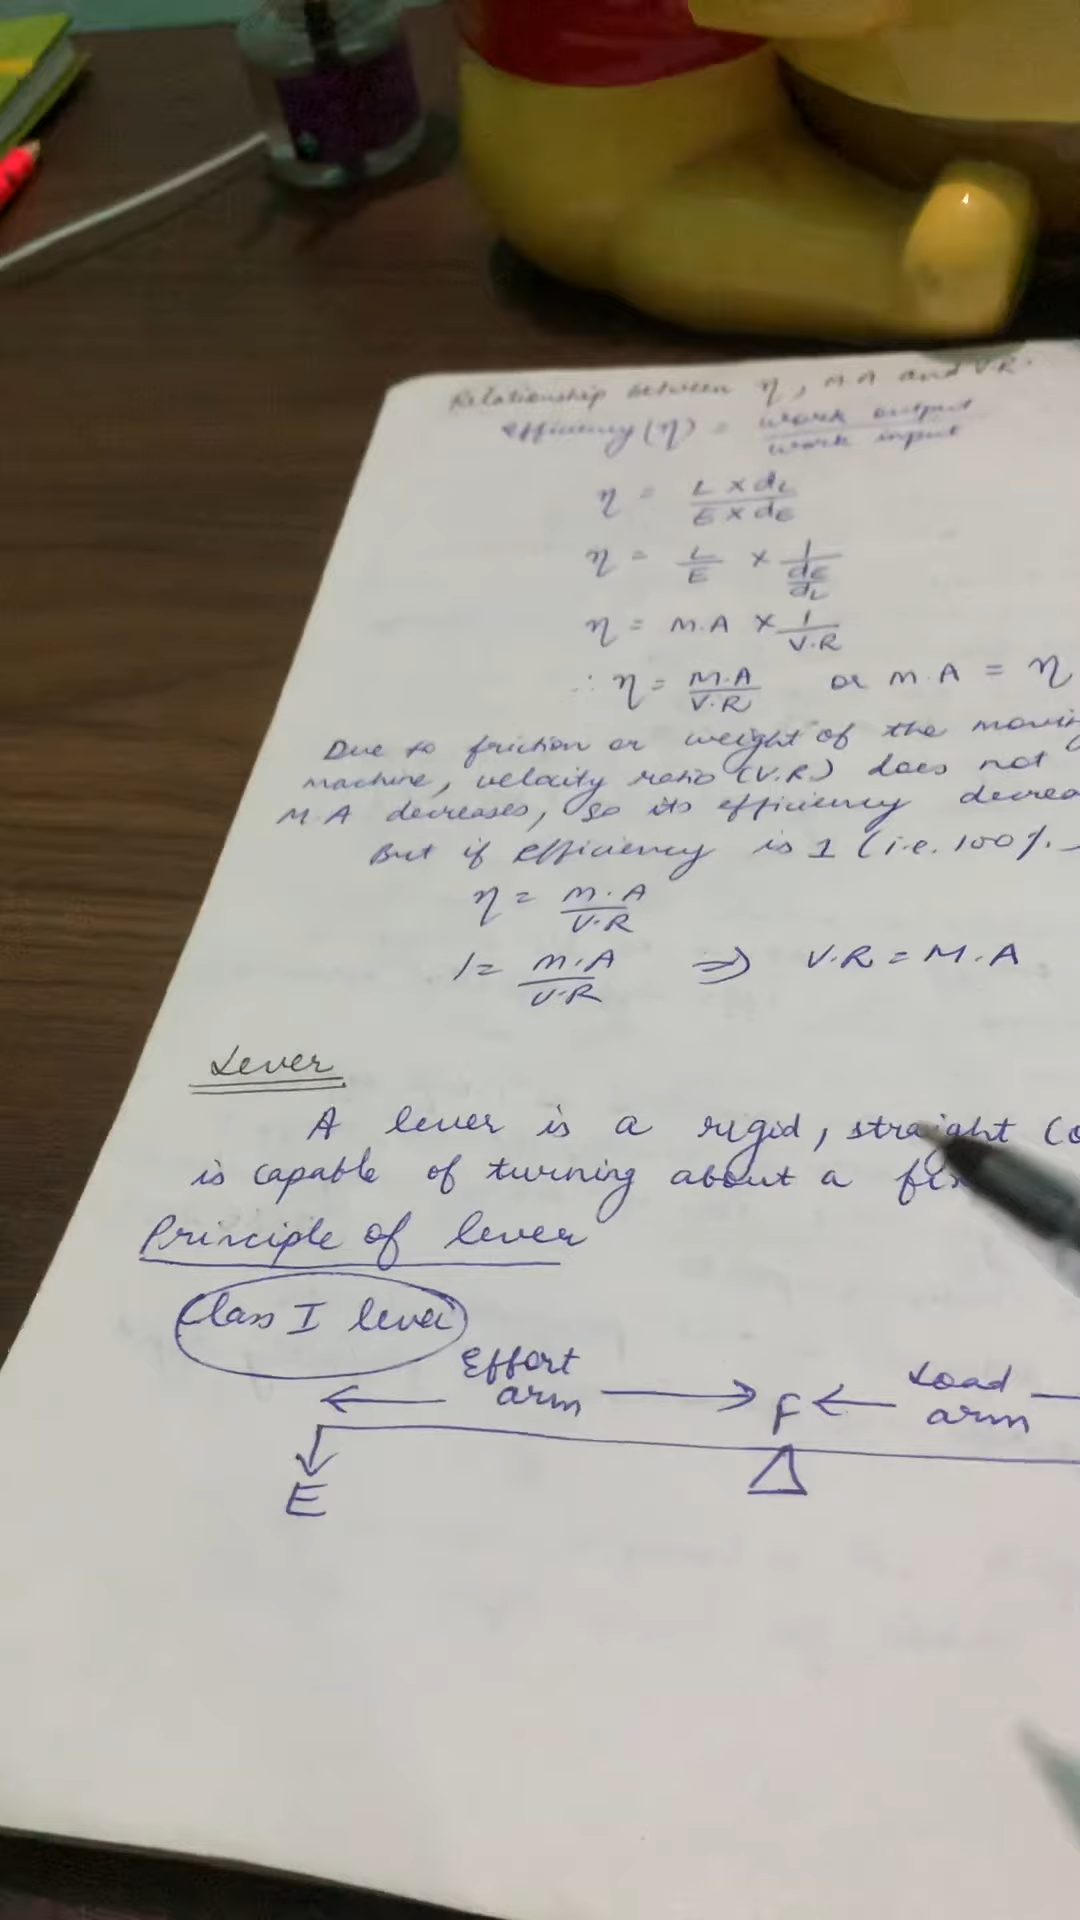 Relationship between η, M.A and V.R.
Efficiency (η) = work output / work input
η = L × dL / E × dE
η = L/E × 1/(dE/dL)
η = M.A × 1/V.R
∴ η = M.A/V.R or M.A = η
Due to friction or weight of the
machine, velocity ratio (V.R) does not
M.A decreases, so its efficiency
But if efficiency is 1 (i.e. 100%
η = M.A/V.R
1 = M.A/V.R ⇒ V.R = M.A
Lever
A lever is a rigid, straight
is capable of turning about a
Principle of lever
Class I lever
Effort arm F Load arm
E